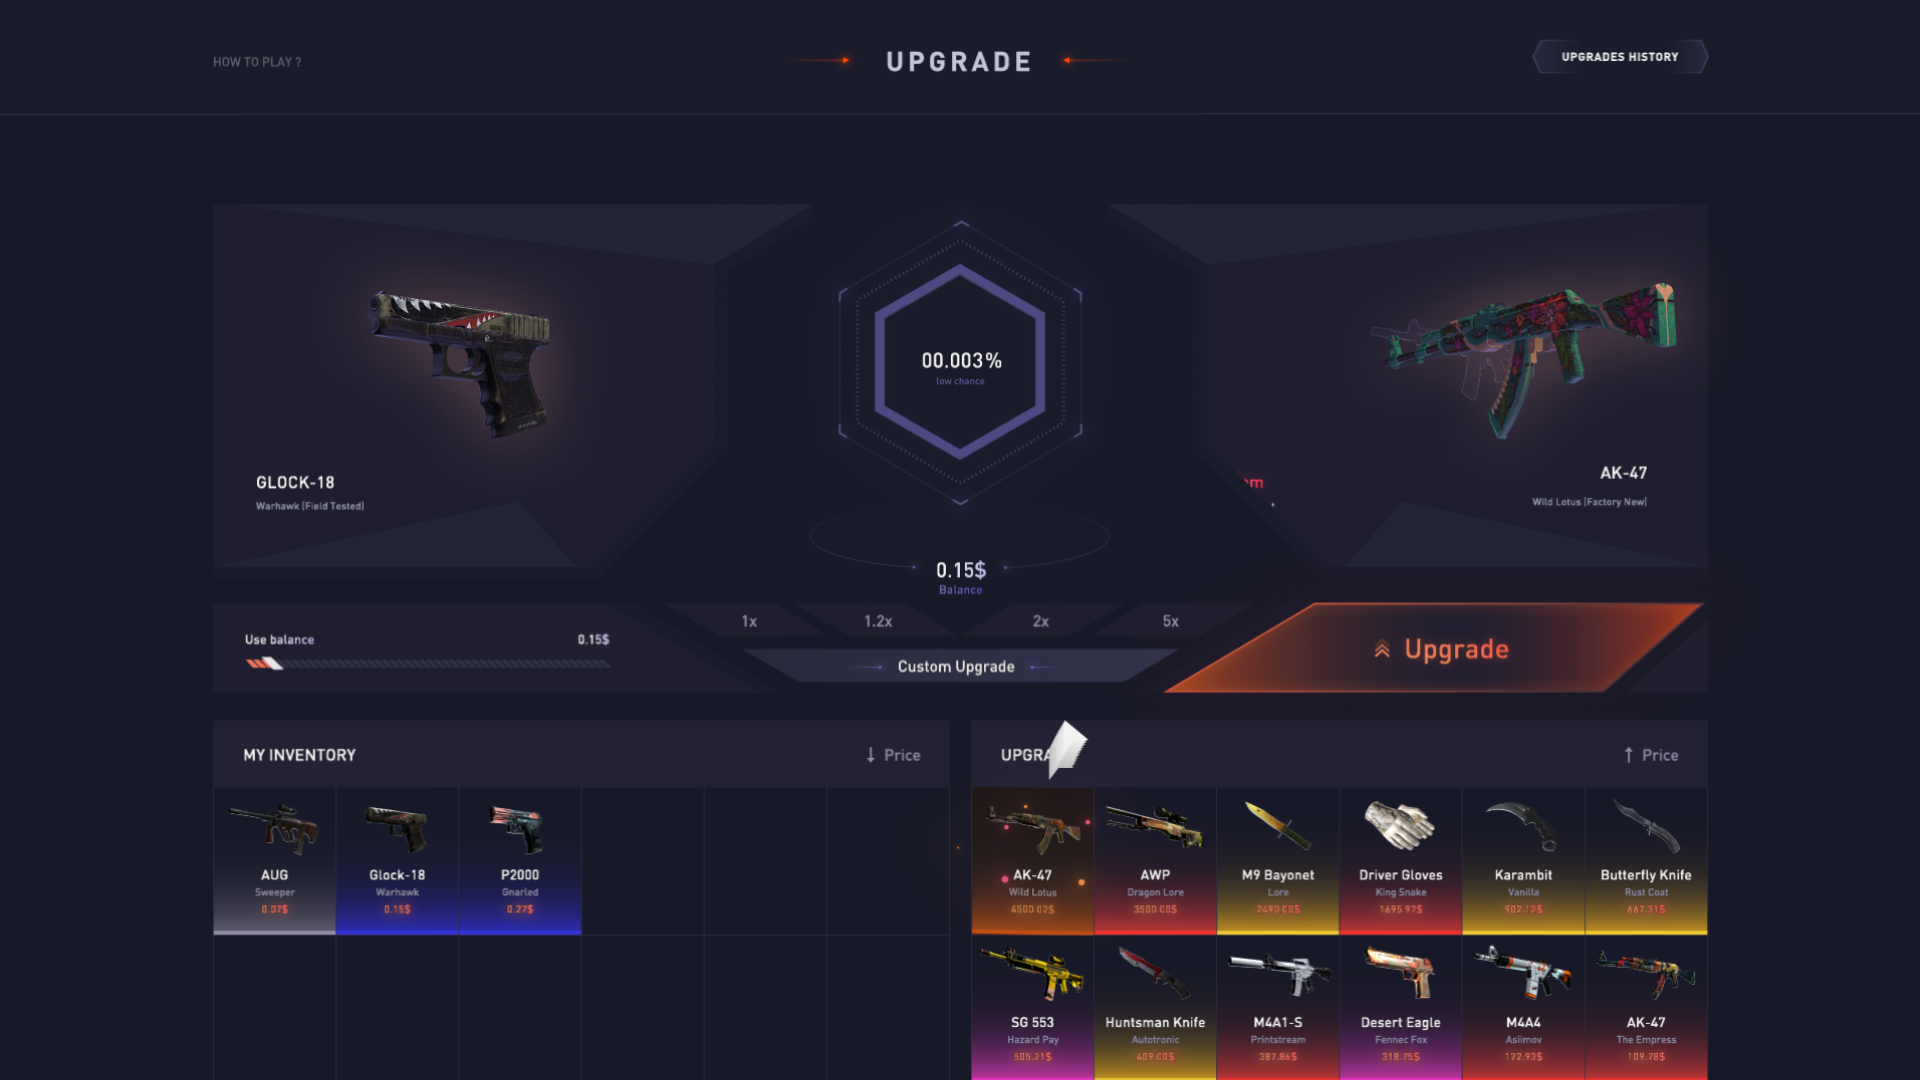 HOW TO PLAY ?
UPGRADE
UPGRADES HISTORY
00.003%
low chance
GLOCK-18
Warhawk [Field Tested]
AK-47
Wild Lotus [Factory New]
0.15$
Balance
Use balance
0.15$
1x
1.2x
2x
5x
Custom Upgrade
Upgrade
MY INVENTORY
Price
UPGRA
Price
AUG
Sweeper
0.07$
Glock-18
Warhawk
0.15$
P2000
Gnarled
0.27$
AK-47
Wild Lotus
4500.02$
AWP
Dragon Lore
3500.00$
M9 Bayonet
Lore
2490.00$
Driver Gloves
King Snake
1695.97$
Karambit
Vanilla
902.12$
Butterfly Knife
Rust Coat
667.31$
SG 553
Hazard Pay
505.21$
Huntsman Knife
Autotronic
409.00$
M4A1-S
Printstream
387.86$
Desert Eagle
Fennec Fox
318.75$
M4A4
Asiimov
172.93$
AK-47
The Empress
109.78$